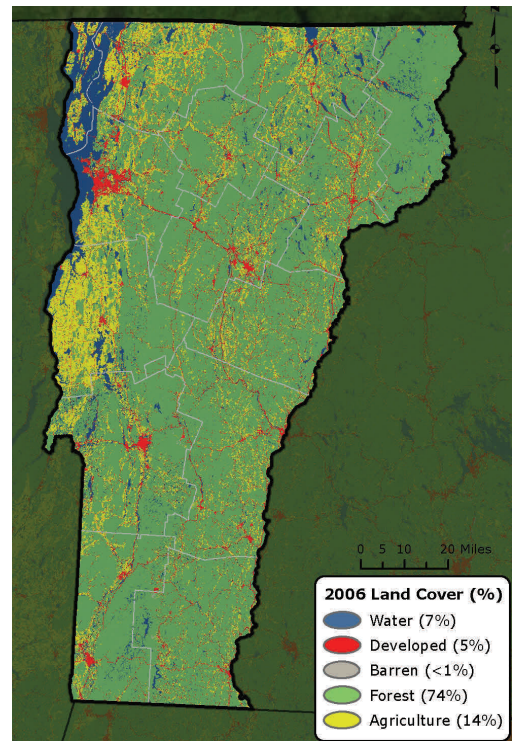 0 5 10 20 Miles
2006 Land Cover (%)
Water (7%)
Developed (5%)
Barren (<1%)
Forest (74%)
Agriculture (14%)